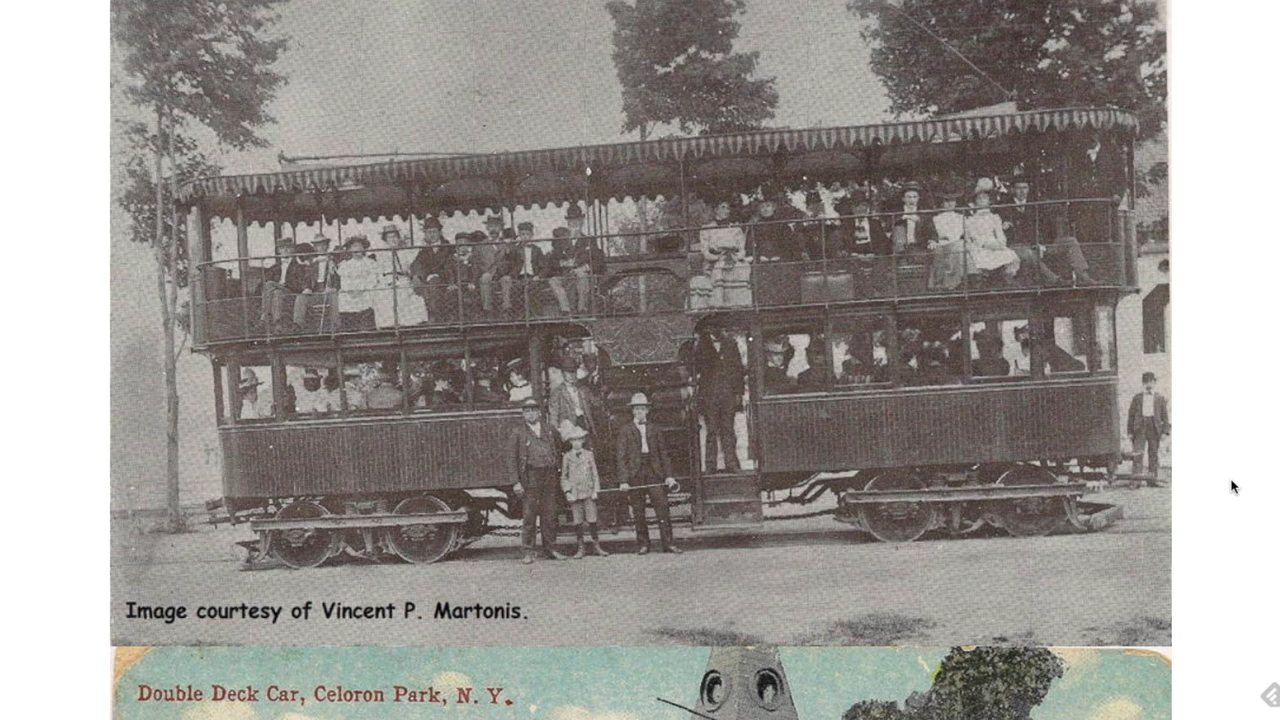 Image courtesy of Vincent P. Martonis.
Double Deck Car, Celoron Park, N. Y.